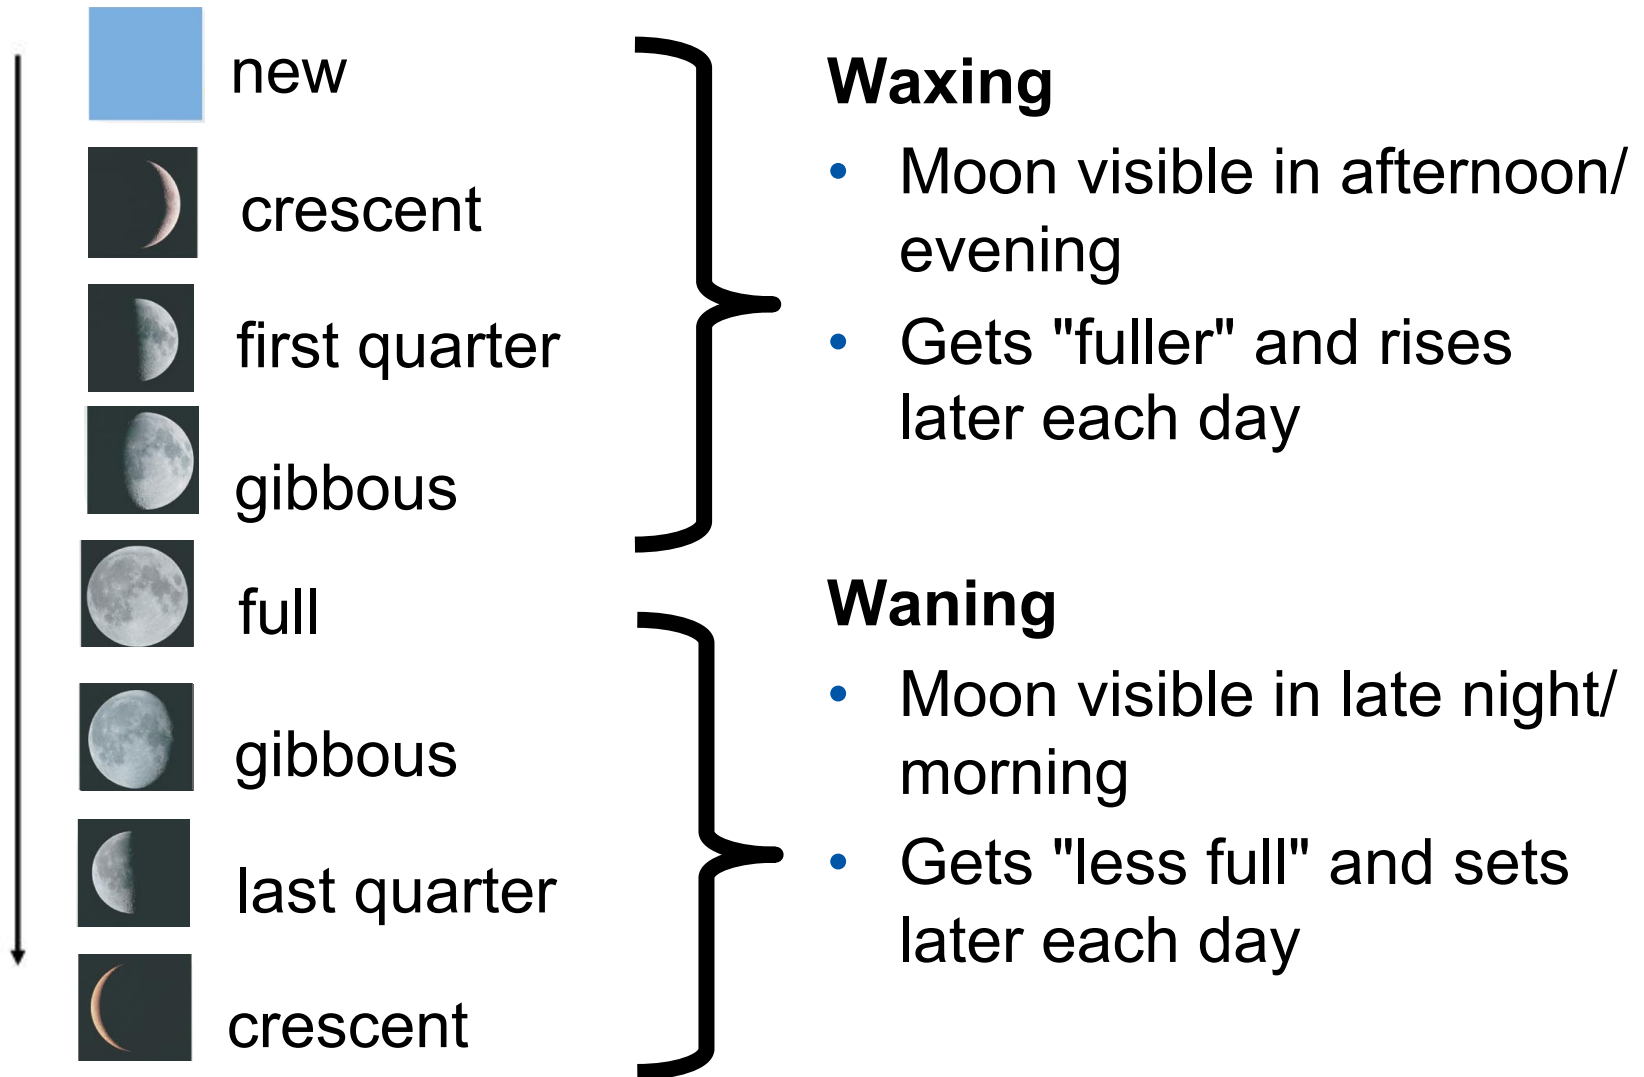 new
crescent
first quarter
gibbous
full
gibbous
last quarter
crescent
Waxing
• Moon visible in afternoon/
evening
• Gets "fuller" and rises
later each day
Waning
• Moon visible in late night/
morning
• Gets "less full" and sets
later each day